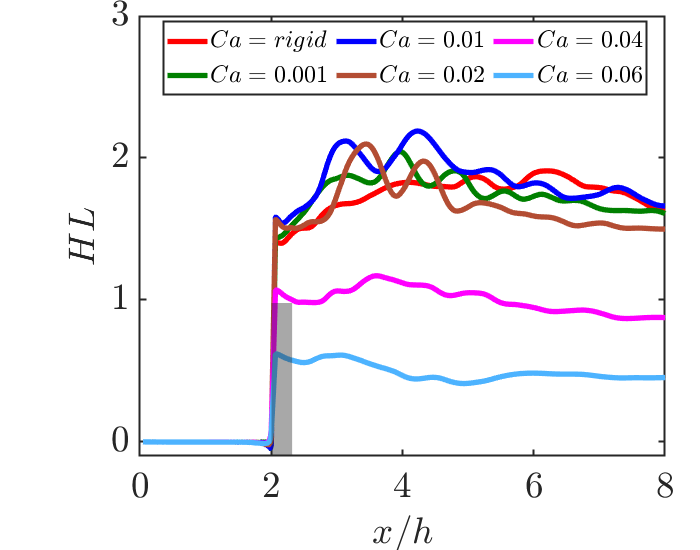 3
Ca = rigid Ca = 0.01 Ca = 0.04
Ca = 0.001 Ca = 0.02 Ca = 0.06
2
HL
1
0
0 2 4 6 8
x/h